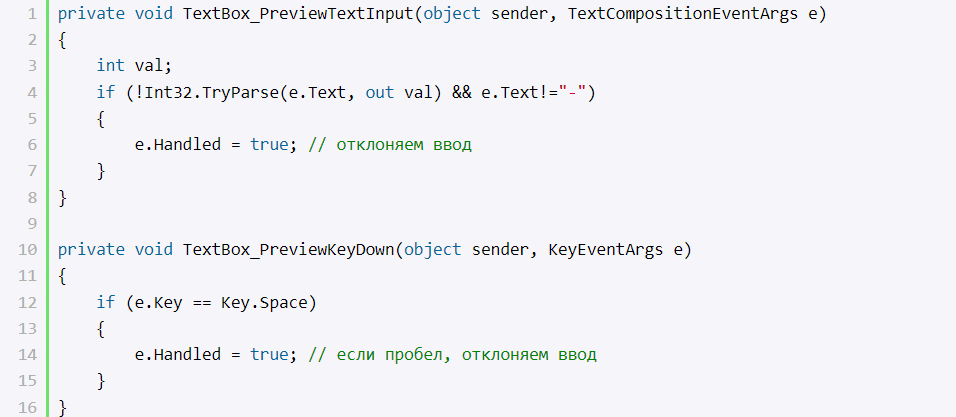 1 private void TextBox_PreviewTextInput(object sender, TextCompositionEventArgs e)
2 {
3     int val;
4     if (!Int32.TryParse(e.Text, out val) && e.Text!="-")
5     {
6         e.Handled = true; // отклоняем ввод
7     }
8 }
9
10 private void TextBox_PreviewKeyDown(object sender, KeyEventArgs e)
11 {
12     if (e.Key == Key.Space)
13     {
14         e.Handled = true; // если пробел, отклоняем ввод
15     }
16 }